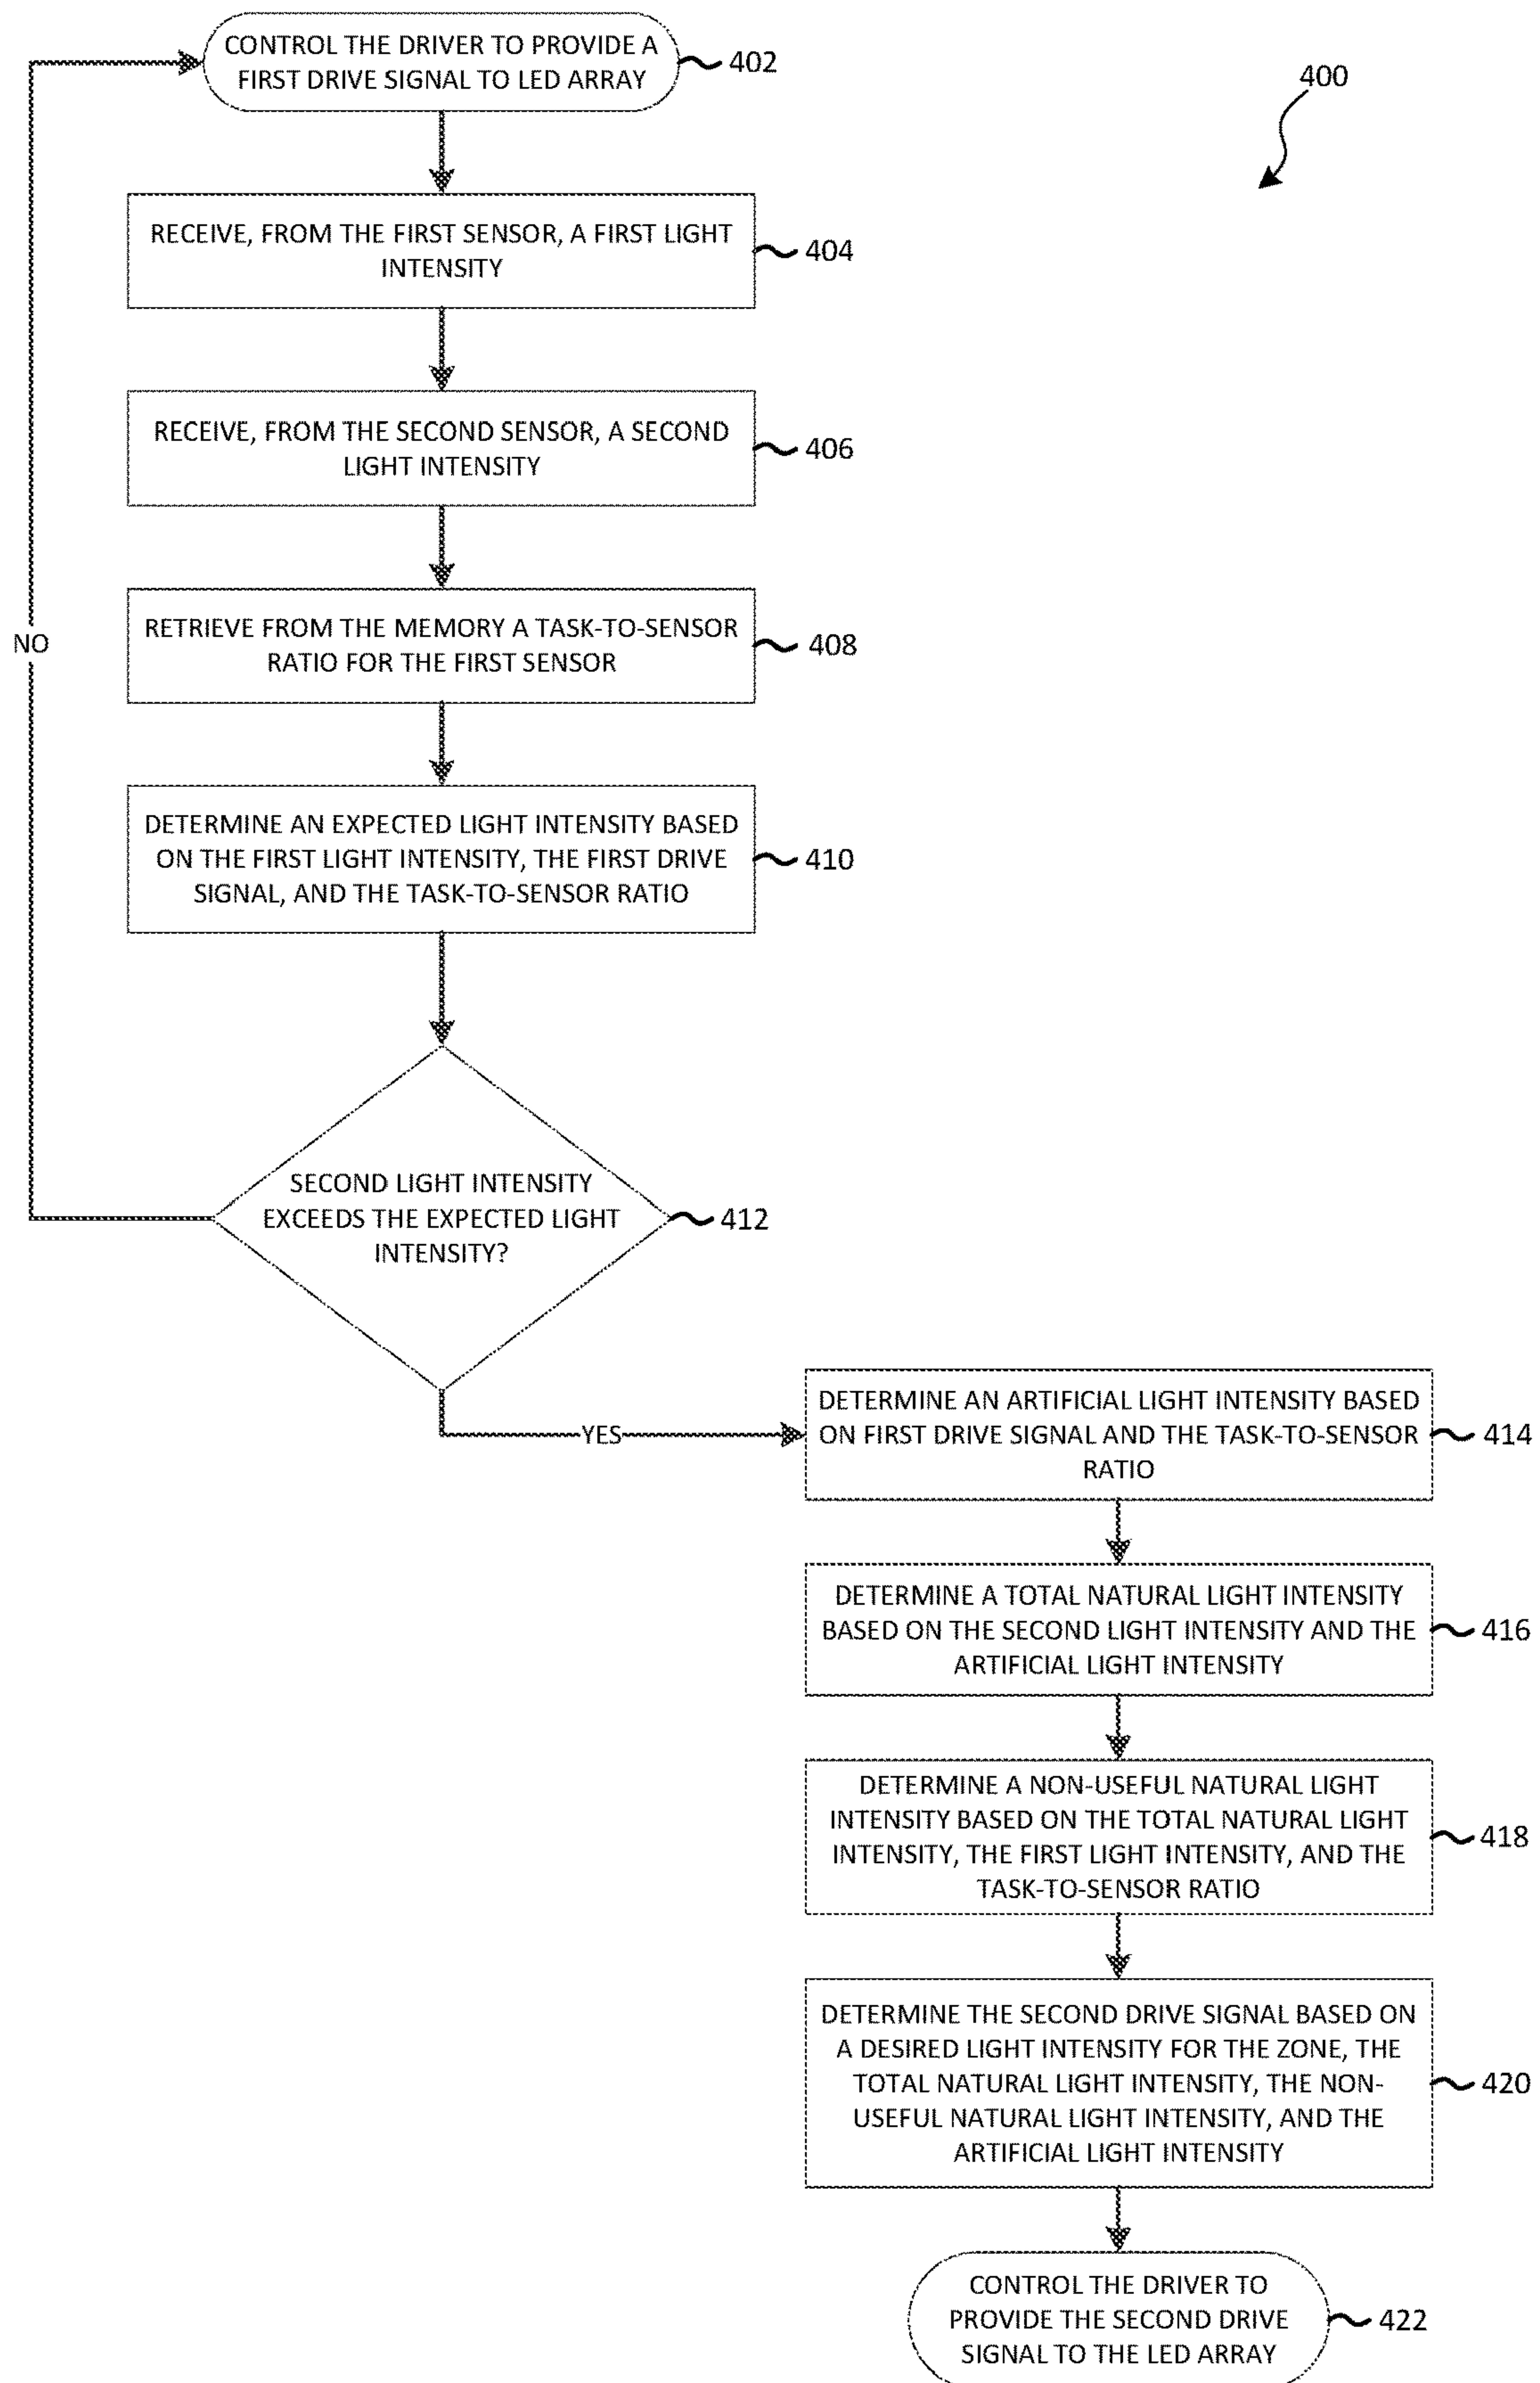 CONTROL THE DRIVER TO PROVIDE A
FIRST DRIVE SIGNAL TO LED ARRAY
402
400
RECEIVE, FROM THE FIRST SENSOR, A FIRST LIGHT
INTENSITY
404
RECEIVE, FROM THE SECOND SENSOR, A SECOND
LIGHT INTENSITY
406
RETRIEVE FROM THE MEMORY A TASK-TO-SENSOR
RATIO FOR THE FIRST SENSOR
408
NO
DETERMINE AN EXPECTED LIGHT INTENSITY BASED
ON THE FIRST LIGHT INTENSITY, THE FIRST DRIVE
SIGNAL, AND THE TASK-TO-SENSOR RATIO
410
SECOND LIGHT INTENSITY
EXCEEDS THE EXPECTED LIGHT
INTENSITY?
412
YES
DETERMINE AN ARTIFICIAL LIGHT INTENSITY BASED
ON FIRST DRIVE SIGNAL AND THE TASK-TO-SENSOR
RATIO
414
DETERMINE A TOTAL NATURAL LIGHT INTENSITY
BASED ON THE SECOND LIGHT INTENSITY AND THE
ARTIFICIAL LIGHT INTENSITY
416
DETERMINE A NON-USEFUL NATURAL LIGHT
INTENSITY BASED ON THE TOTAL NATURAL LIGHT
INTENSITY, THE FIRST LIGHT INTENSITY, AND THE
TASK-TO-SENSOR RATIO
418
DETERMINE THE SECOND DRIVE SIGNAL BASED ON
A DESIRED LIGHT INTENSITY FOR THE ZONE, THE
TOTAL NATURAL LIGHT INTENSITY, THE NON-
USEFUL NATURAL LIGHT INTENSITY, AND THE
ARTIFICIAL LIGHT INTENSITY
420
CONTROL THE DRIVER TO
PROVIDE THE SECOND DRIVE
SIGNAL TO THE LED ARRAY
422